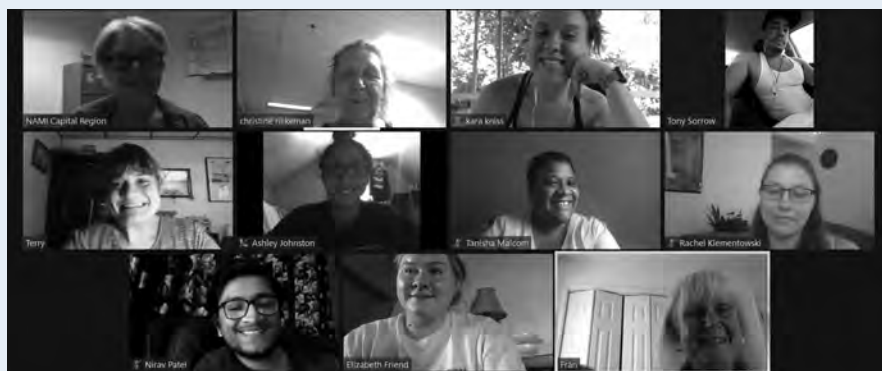 NAMI Capital Region
christine rikeman
kara kniss
Tony Sorrow
Terry
Ashley Johnston
Tanisha Malcom
Rachel Klementowski
Nirav Patel
Elizabeth Friend
Fran